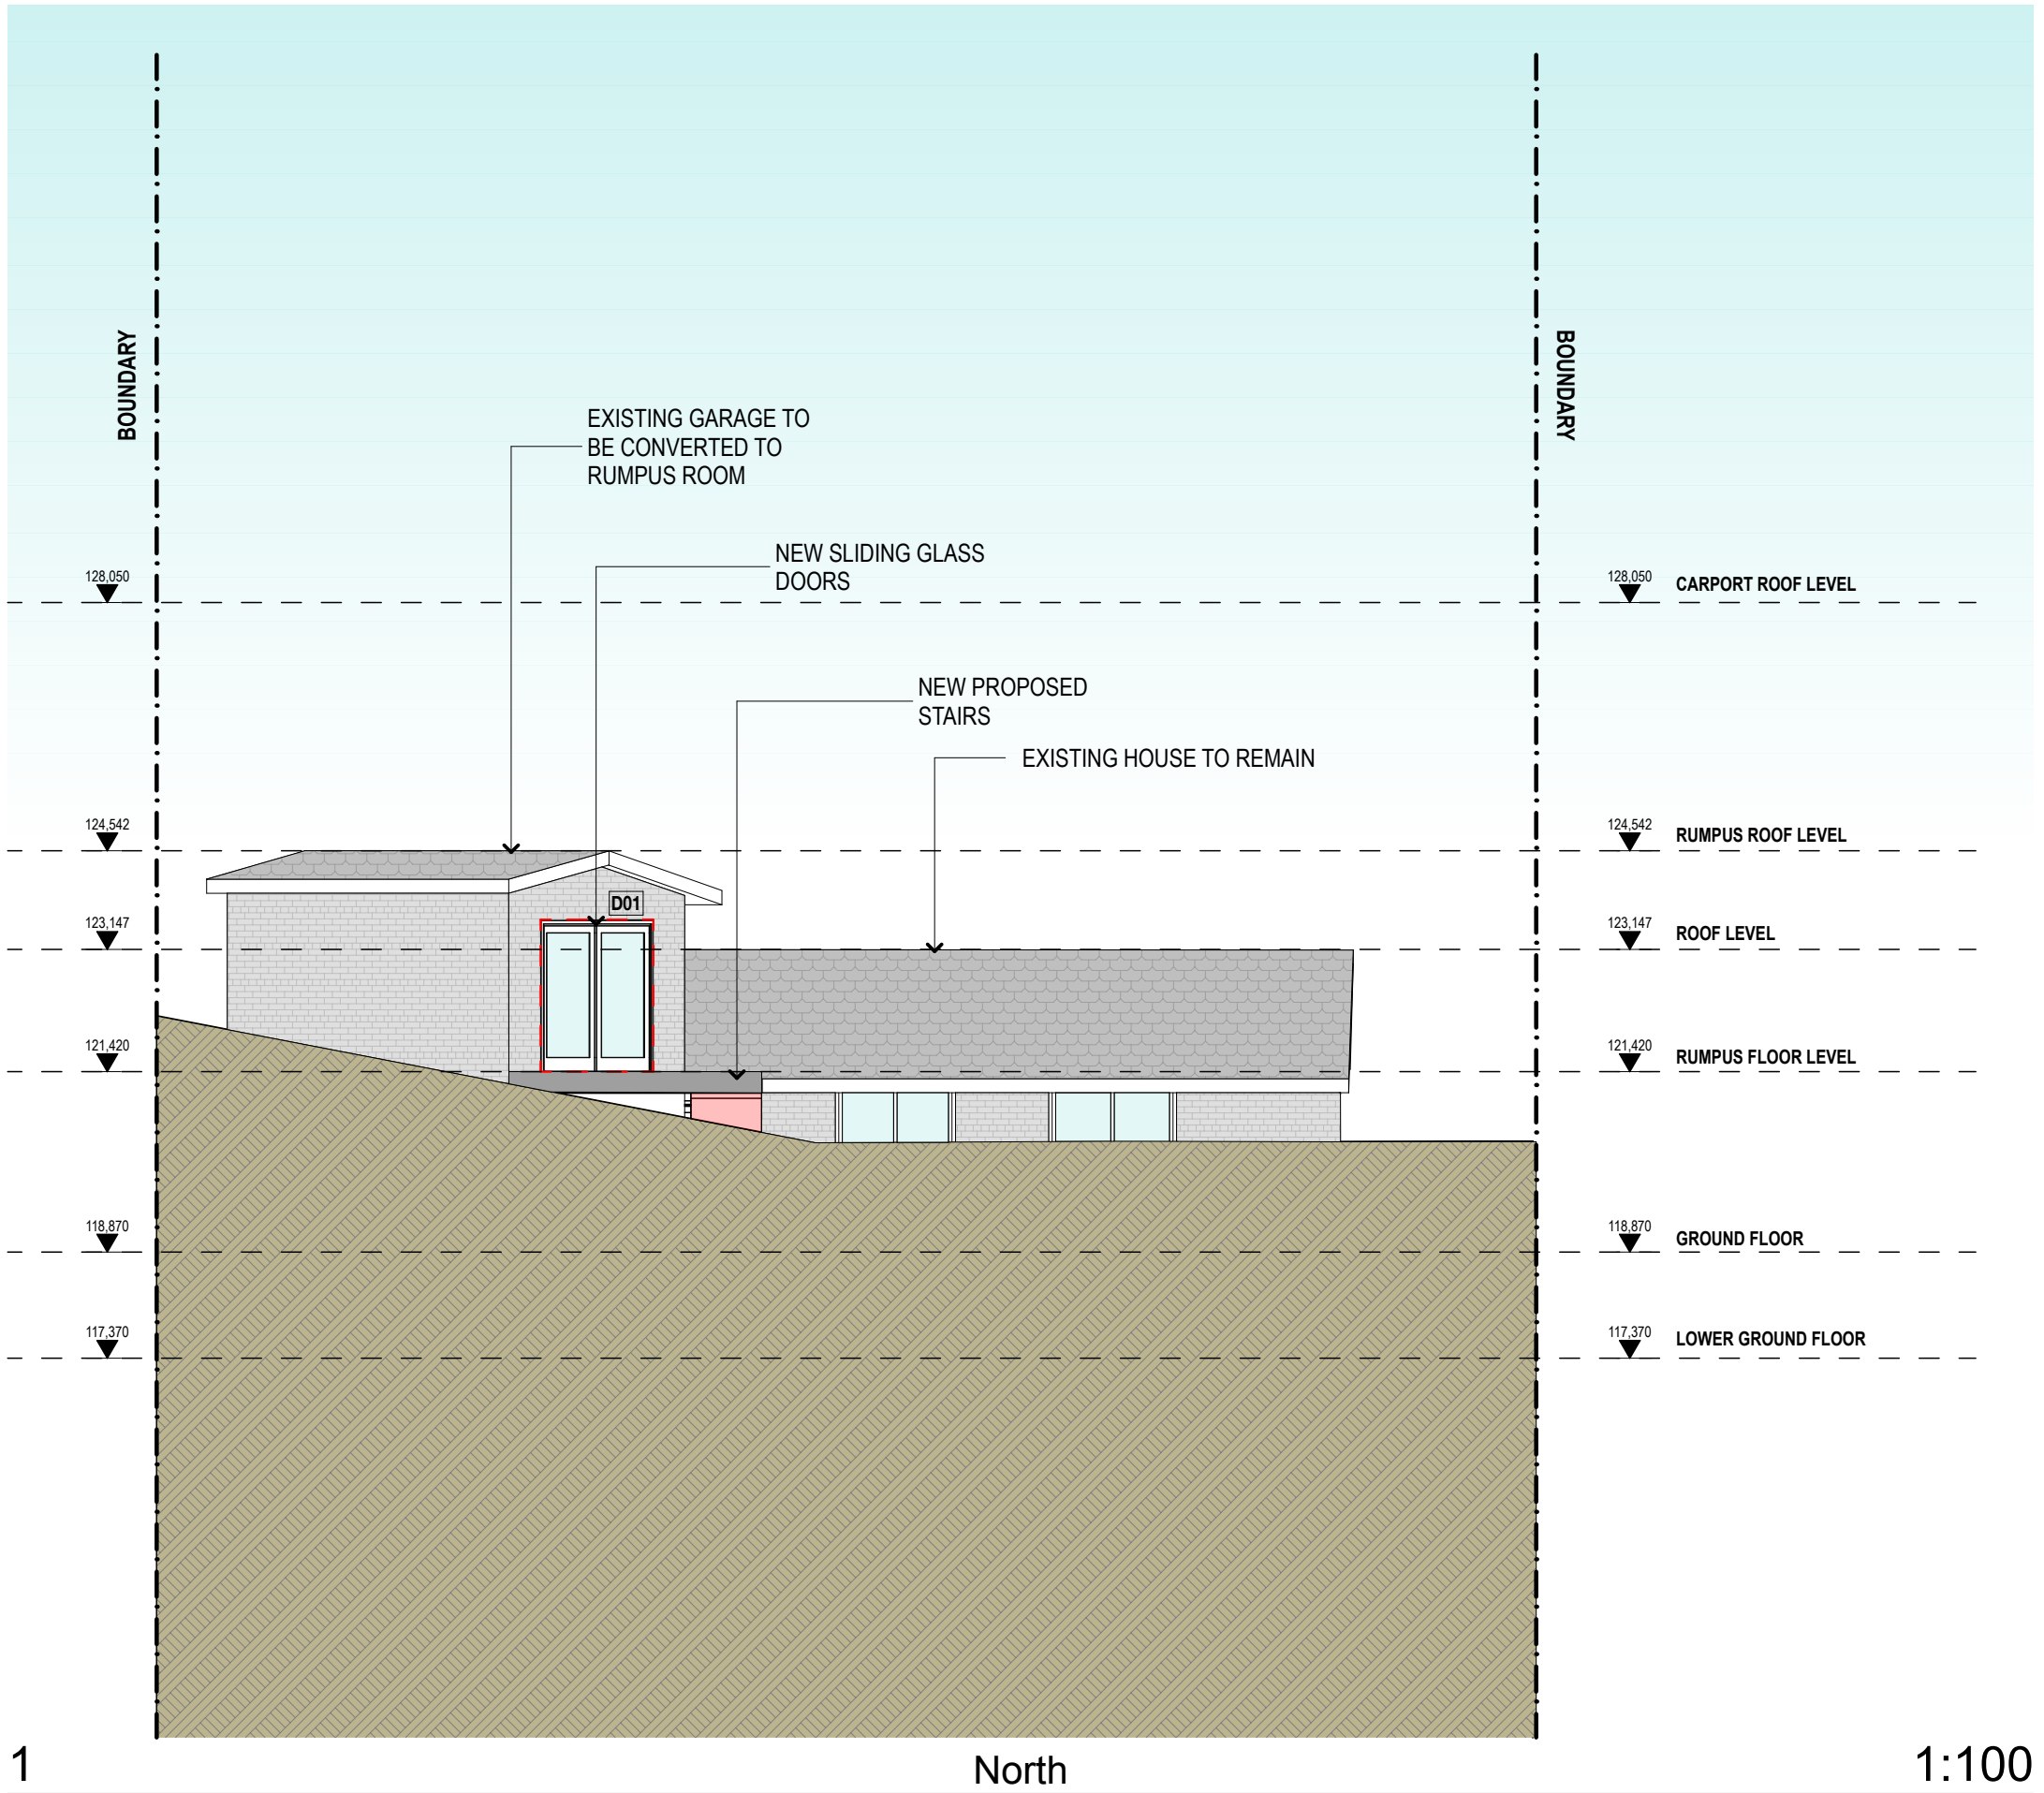 BOUNDARY
BOUNDARY
EXISTING GARAGE TO
BE CONVERTED TO
RUMPUS ROOM
NEW SLIDING GLASS
DOORS
128,050
128,050 CARPORT ROOF LEVEL
NEW PROPOSED
STAIRS
EXISTING HOUSE TO REMAIN
124,542
124,542 RUMPUS ROOF LEVEL
D01
123,147
123,147 ROOF LEVEL
121,420
121,420 RUMPUS FLOOR LEVEL
118,870
118,870 GROUND FLOOR
117,370
117,370 LOWER GROUND FLOOR
1
North
1:100